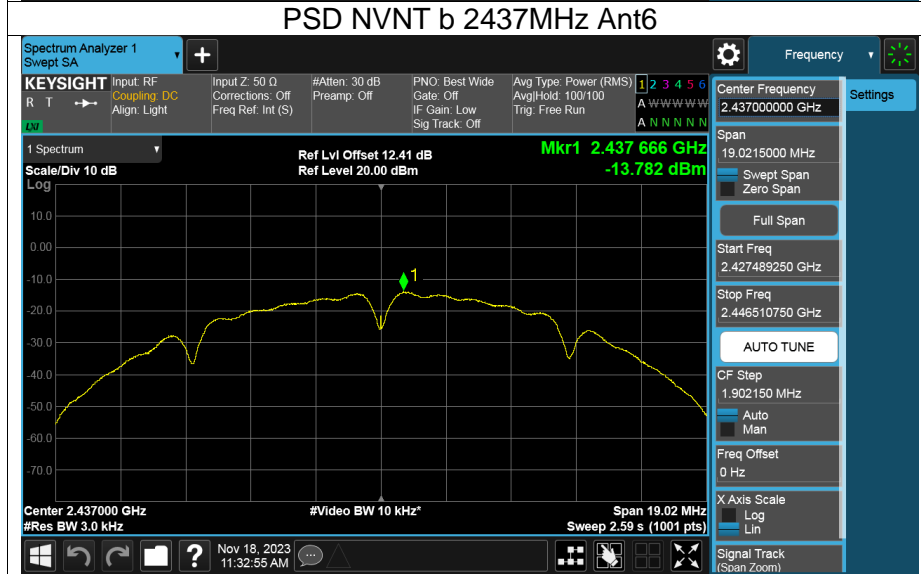 PSD NVNT b 2437MHz Ant6
Spectrum Analyzer 1
Swept SA
+
Frequency
KEYSIGHT
R T
LXI
Input: RF
Coupling: DC
Align: Light
Input Z: 50 Ω
Corrections: Off
Freq Ref: Int (S)
#Atten: 30 dB
Preamp: Off
PNO: Best Wide
Gate: Off
IF Gain: Low
Sig Track: Off
Avg Type: Power (RMS)
Avg|Hold: 100/100
Trig: Free Run
1 2 3 4 5 6
A W W W W W
A N N N N N
Center Frequency
2.437000000 GHz
Settings
Span
19.0215000 MHz
Swept Span
Zero Span
Full Span
Start Freq
2.427489250 GHz
Stop Freq
2.446510750 GHz
AUTO TUNE
CF Step
1.902150 MHz
Auto
Man
Freq Offset
0 Hz
X Axis Scale
Log
Lin
Signal Track
(Span Zoom)
1 Spectrum
Scale/Div 10 dB
Ref Lvl Offset 12.41 dB
Ref Level 20.00 dBm
Mkr1 2.437 666 GHz
-13.782 dBm
Log
10.0
0.00
-10.0
-20.0
-30.0
-40.0
-50.0
-60.0
-70.0
1
Center 2.437000 GHz
#Res BW 3.0 kHz
#Video BW 10 kHz*
Span 19.02 MHz
Sweep 2.59 s (1001 pts)
?
Nov 18, 2023
11:32:55 AM